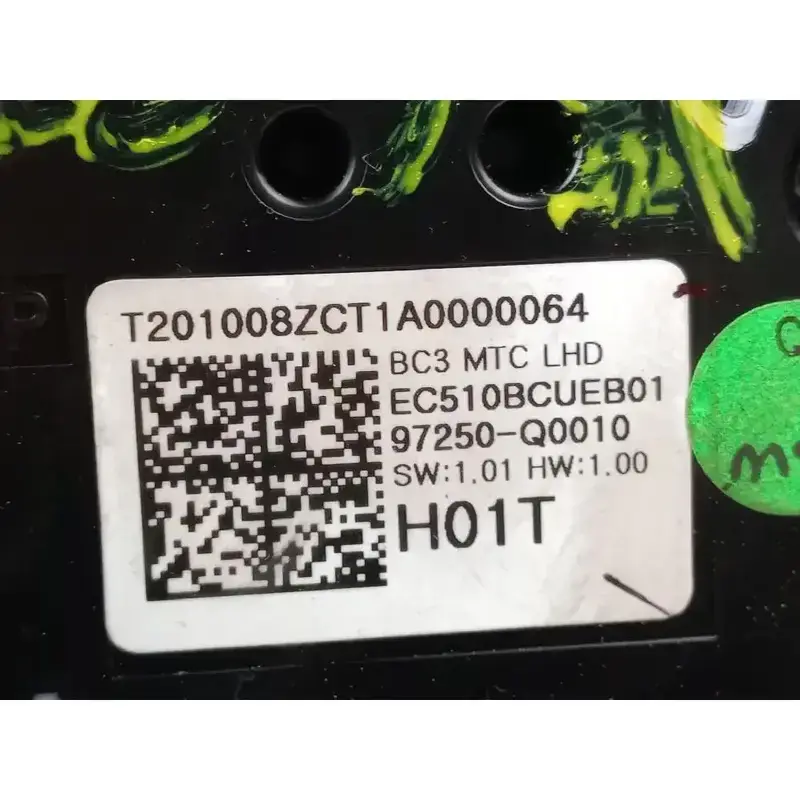 T201008ZCT1A0000064
BC3 MTC LHD
EC510BCUEB01
97250-Q0010
SW:1.01 HW:1.00
H01T
P